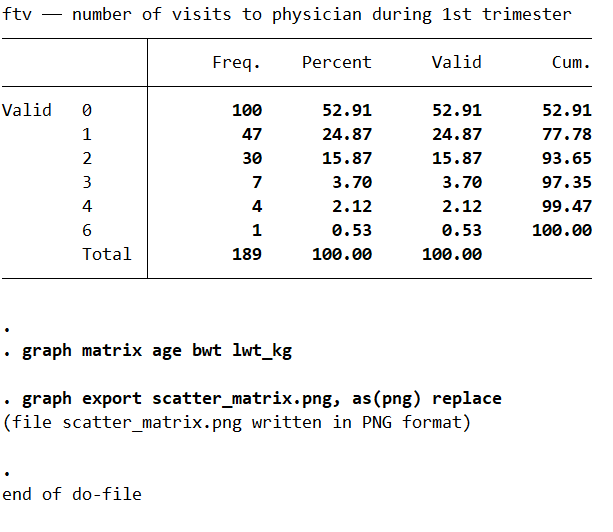 ftv —— number of visits to physician during 1st trimester
Freq. Percent Valid Cum.
Valid 0 100 52.91 52.91 52.91
1 47 24.87 24.87 77.78
2 30 15.87 15.87 93.65
3 7 3.70 3.70 97.35
4 4 2.12 2.12 99.47
6 1 0.53 0.53 100.00
Total 189 100.00 100.00
.
. graph matrix age bwt lwt_kg
. graph export scatter_matrix.png, as(png) replace
(file scatter_matrix.png written in PNG format)
.
end of do-file